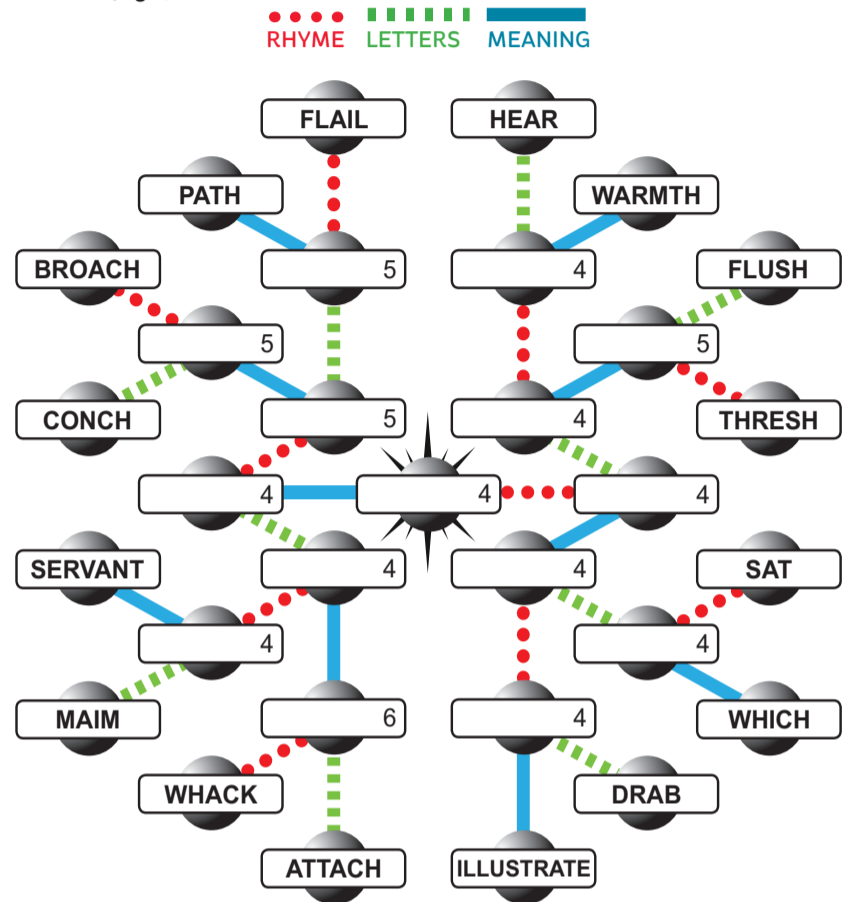 RHYME LETTERS MEANING
FLAIL HEAR
PATH WARMTH
BROACH 5 4 FLUSH
5 5
CONCH 5 4 THRESH
4 4 4
SERVANT 4 4 SAT
4 4
MAIM 6 4 WHICH
WHACK DRAB
ATTACH ILLUSTRATE